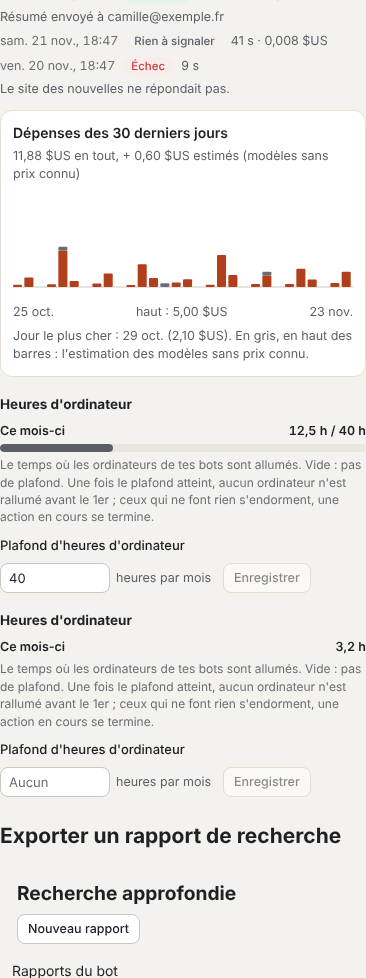 Résumé envoyé à camille@exemple.fr
sam. 21 nov., 18:47 Rien à signaler 41 s · 0,008 $US
ven. 20 nov., 18:47 Échec 9 s
Le site des nouvelles ne répondait pas.
Dépenses des 30 derniers jours
11,88 $US en tout, + 0,60 $US estimés (modèles sans
prix connu)
25 oct. haut : 5,00 $US 23 nov.
Jour le plus cher : 29 oct. (2,10 $US). En gris, en haut des
barres : l'estimation des modèles sans prix connu.
Heures d'ordinateur
Ce mois-ci 12,5 h / 40 h
Le temps où les ordinateurs de tes bots sont allumés. Vide : pas
de plafond. Une fois le plafond atteint, aucun ordinateur n'est
rallumé avant le 1er ; ceux qui ne font rien s'endorment, une
action en cours se termine.
Plafond d'heures d'ordinateur
40 heures par mois Enregistrer
Heures d'ordinateur
Ce mois-ci 3,2 h
Le temps où les ordinateurs de tes bots sont allumés. Vide : pas
de plafond. Une fois le plafond atteint, aucun ordinateur n'est
rallumé avant le 1er ; ceux qui ne font rien s'endorment, une
action en cours se termine.
Plafond d'heures d'ordinateur
Aucun heures par mois Enregistrer
Exporter un rapport de recherche
Recherche approfondie
Nouveau rapport
Rapports du bot